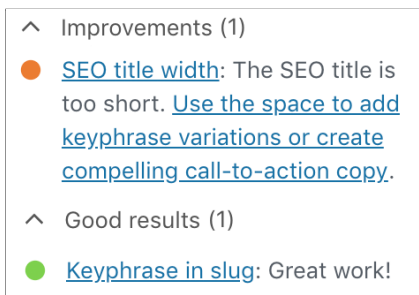 Improvements (1)
SEO title width: The SEO title is
too short. Use the space to add
keyphrase variations or create
compelling call-to-action copy.
Good results (1)
Keyphrase in slug: Great work!